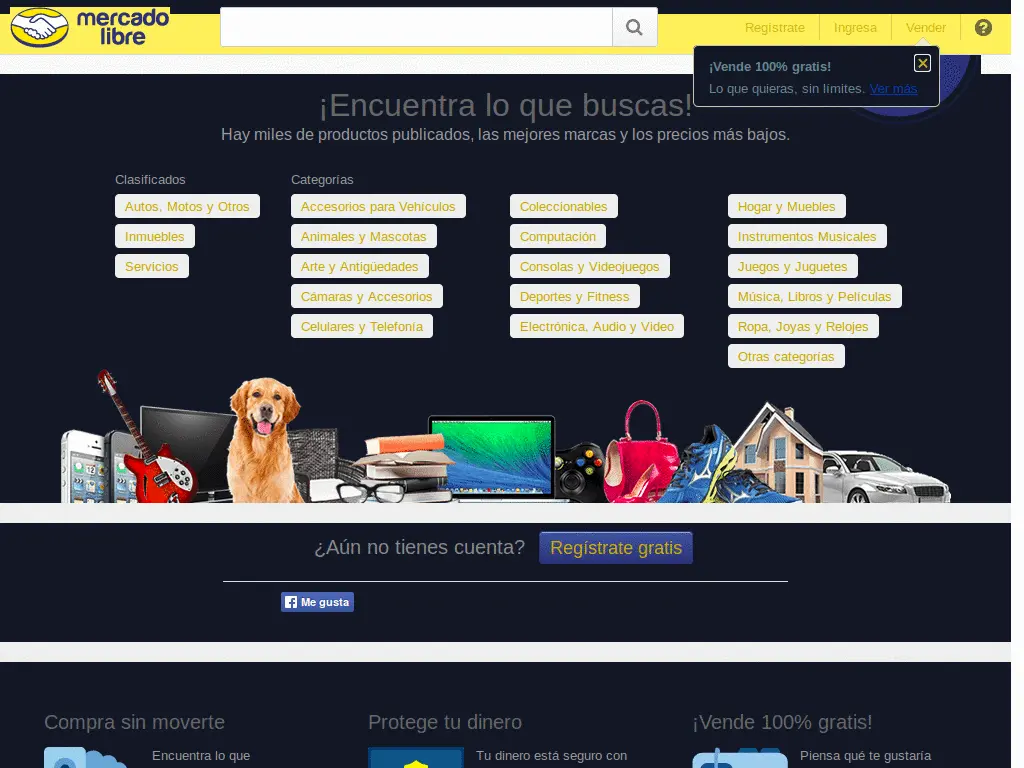 mercado
libre
Regístrate
Ingresa
Vender
?
¡Vende 100% gratis!
Lo que quieras, sin límites. Ver más
¡Encuentra lo que buscas!
Hay miles de productos publicados, las mejores marcas y los precios más bajos.
Clasificados
Autos, Motos y Otros
Inmuebles
Servicios
Categorías
Accesorios para Vehículos
Animales y Mascotas
Arte y Antigüedades
Cámaras y Accesorios
Celulares y Telefonía
Coleccionables
Computación
Consolas y Videojuegos
Deportes y Fitness
Electrónica, Audio y Video
Hogar y Muebles
Instrumentos Musicales
Juegos y Juguetes
Música, Libros y Películas
Ropa, Joyas y Relojes
Otras categorías
¿Aún no tienes cuenta? Regístrate gratis
Me gusta
Compra sin moverte
Encuentra lo que
Protege tu dinero
Tu dinero está seguro con
¡Vende 100% gratis!
Piensa qué te gustaría